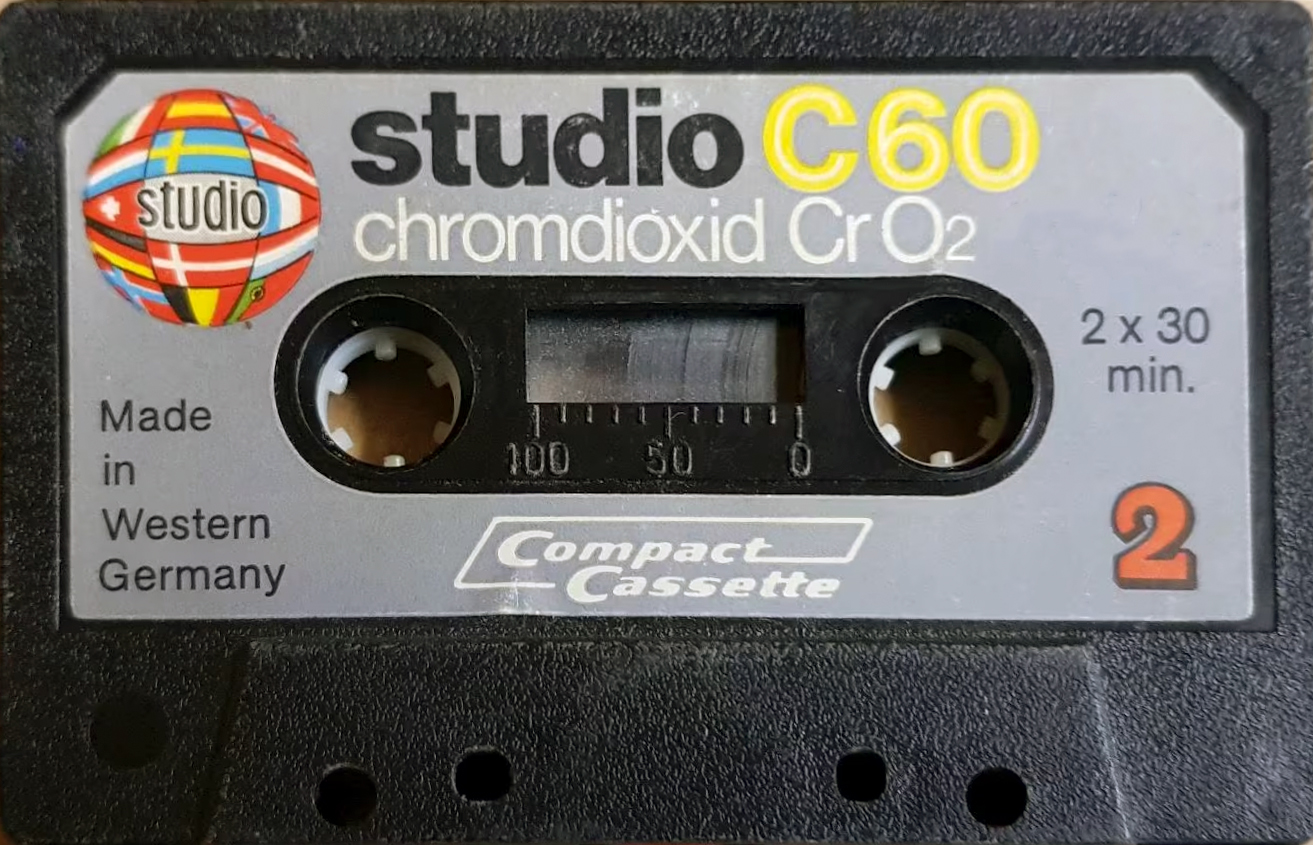 studio C60
studio
chromdioxid CrO2
2 x 30
min.
100 50 0
Made
in
Western
Germany
Compact
Cassette
2